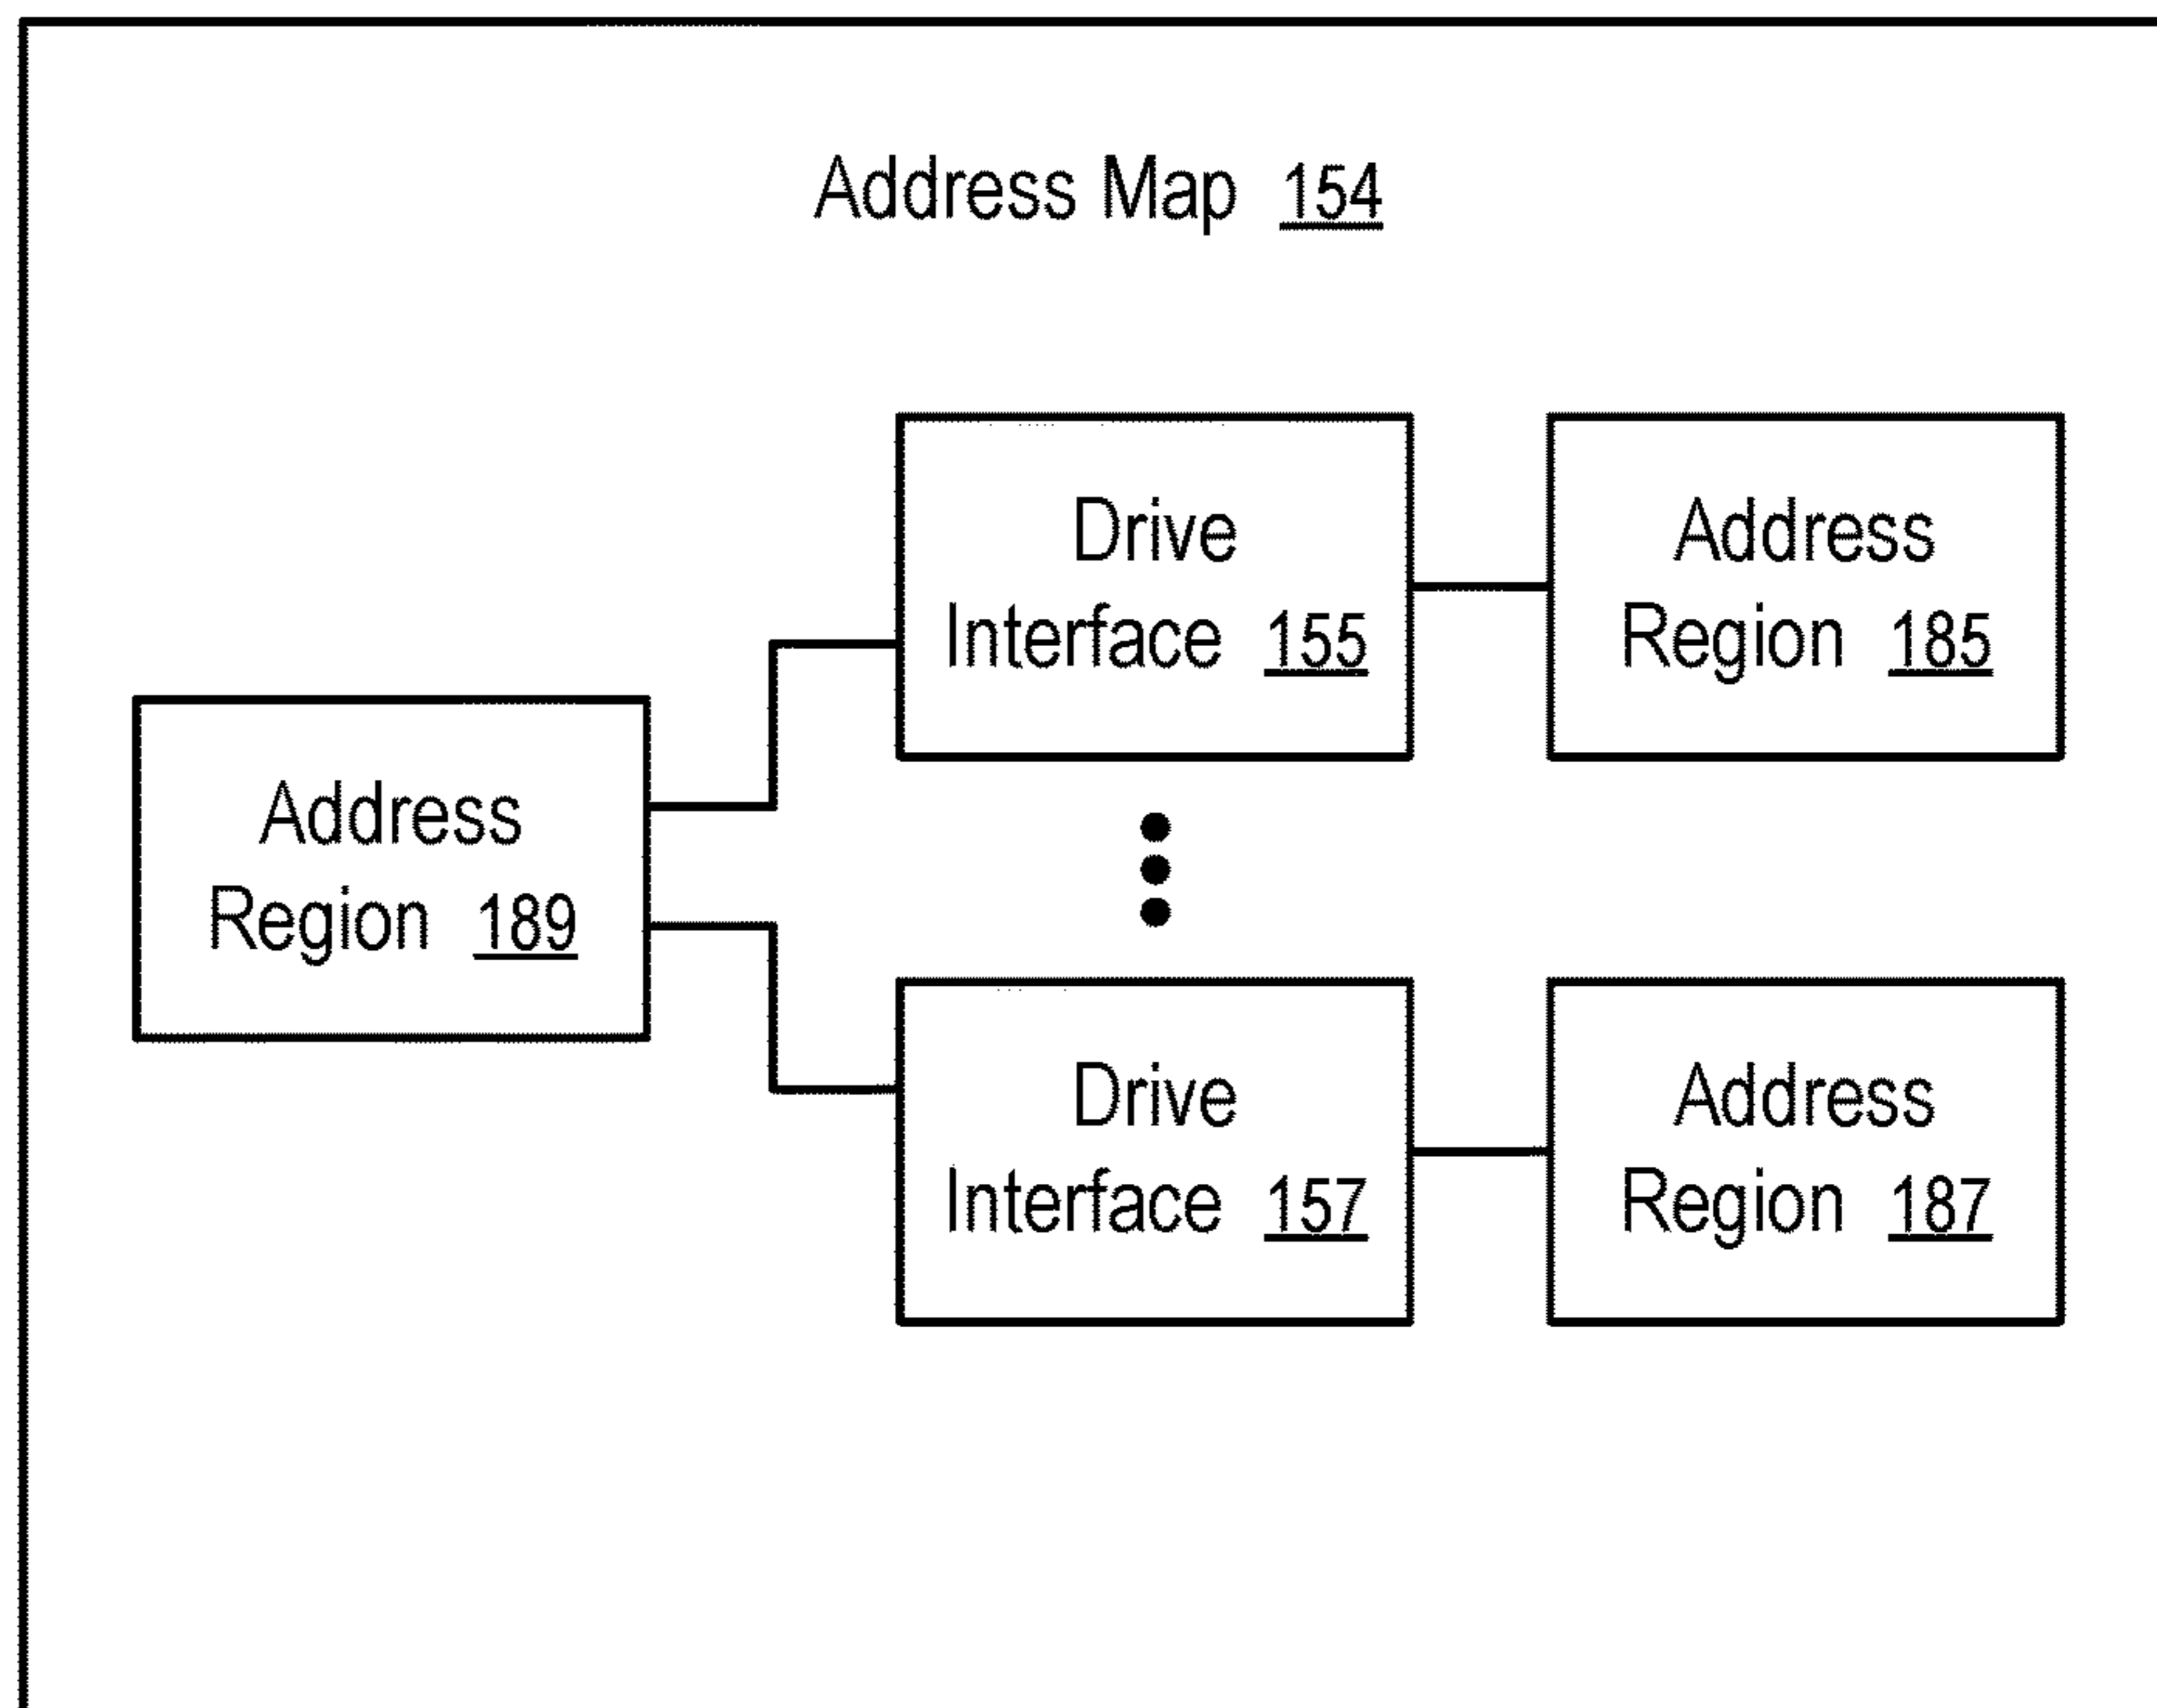 Address Map 154
Drive
Interface 155
Address
Region 185
Address
Region 189
Drive
Interface 157
Address
Region 187